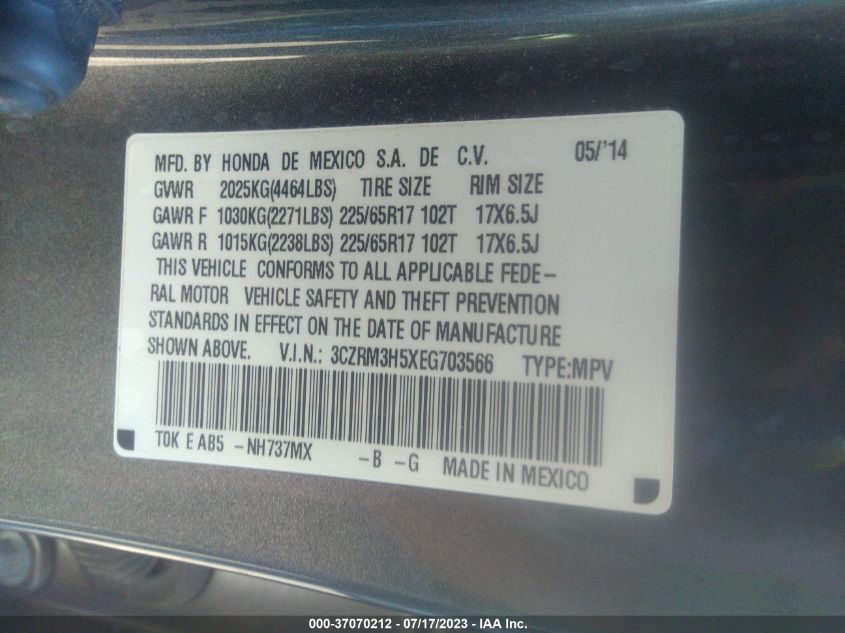 MFD. BY HONDA DE MEXICO S.A. DE C.V. 05/'14
GVWR 2025KG(4464LBS) TIRE SIZE RIM SIZE
GAWR F 1030KG(2271LBS) 225/65R17 102T 17X6.5J
GAWR R 1015KG(2238LBS) 225/65R17 102T 17X6.5J
THIS VEHICLE CONFORMS TO ALL APPLICABLE FEDE-
RAL MOTOR VEHICLE SAFETY AND THEFT PREVENTION
STANDARDS IN EFFECT ON THE DATE OF MANUFACTURE
SHOWN ABOVE. V.I.N.: 3CZRM3H5XEG703566 TYPE:MPV
T0K E AB5 -NH737MX -B -G MADE IN MEXICO
000-37070212 - 07/17/2023 - IAA Inc.